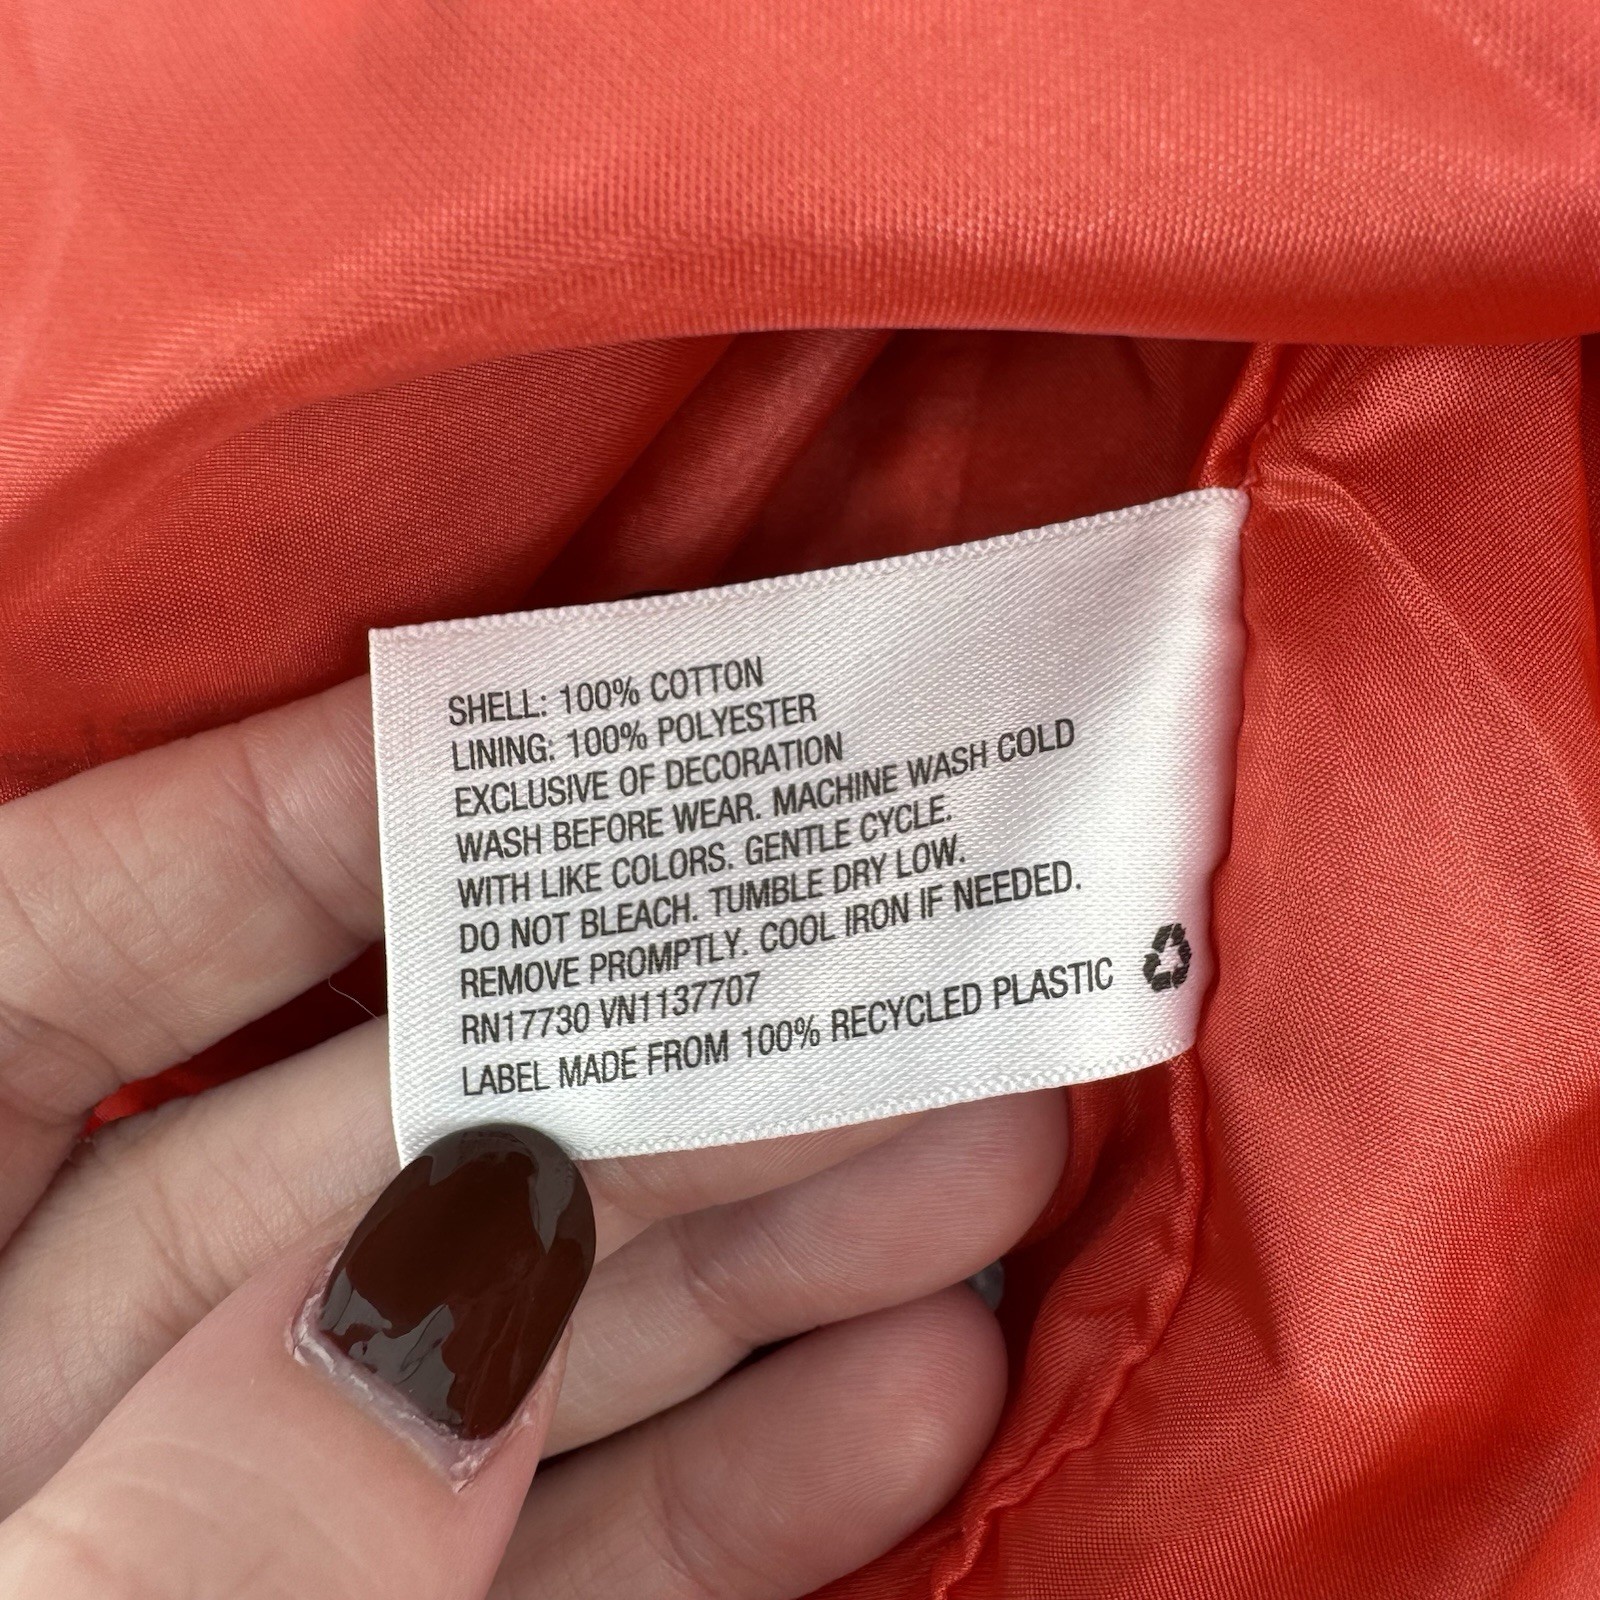 SHELL: 100% COTTON
LINING: 100% POLYESTER
EXCLUSIVE OF DECORATION
WASH BEFORE WEAR. MACHINE WASH COLD
WITH LIKE COLORS. GENTLE CYCLE.
DO NOT BLEACH. TUMBLE DRY LOW.
REMOVE PROMPTLY. COOL IRON IF NEEDED.
RN17730 VN1137707
LABEL MADE FROM 100% RECYCLED PLASTIC